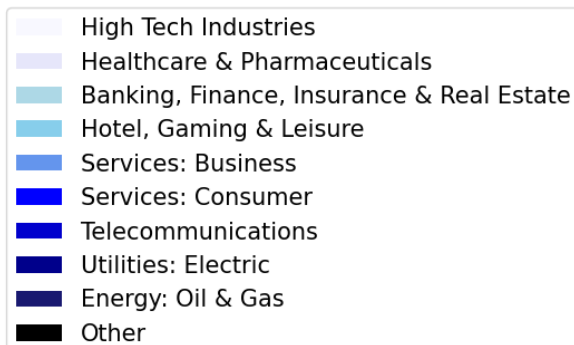 High Tech Industries
Healthcare & Pharmaceuticals
Banking, Finance, Insurance & Real Estate
Hotel, Gaming & Leisure
Services: Business
Services: Consumer
Telecommunications
Utilities: Electric
Energy: Oil & Gas
Other